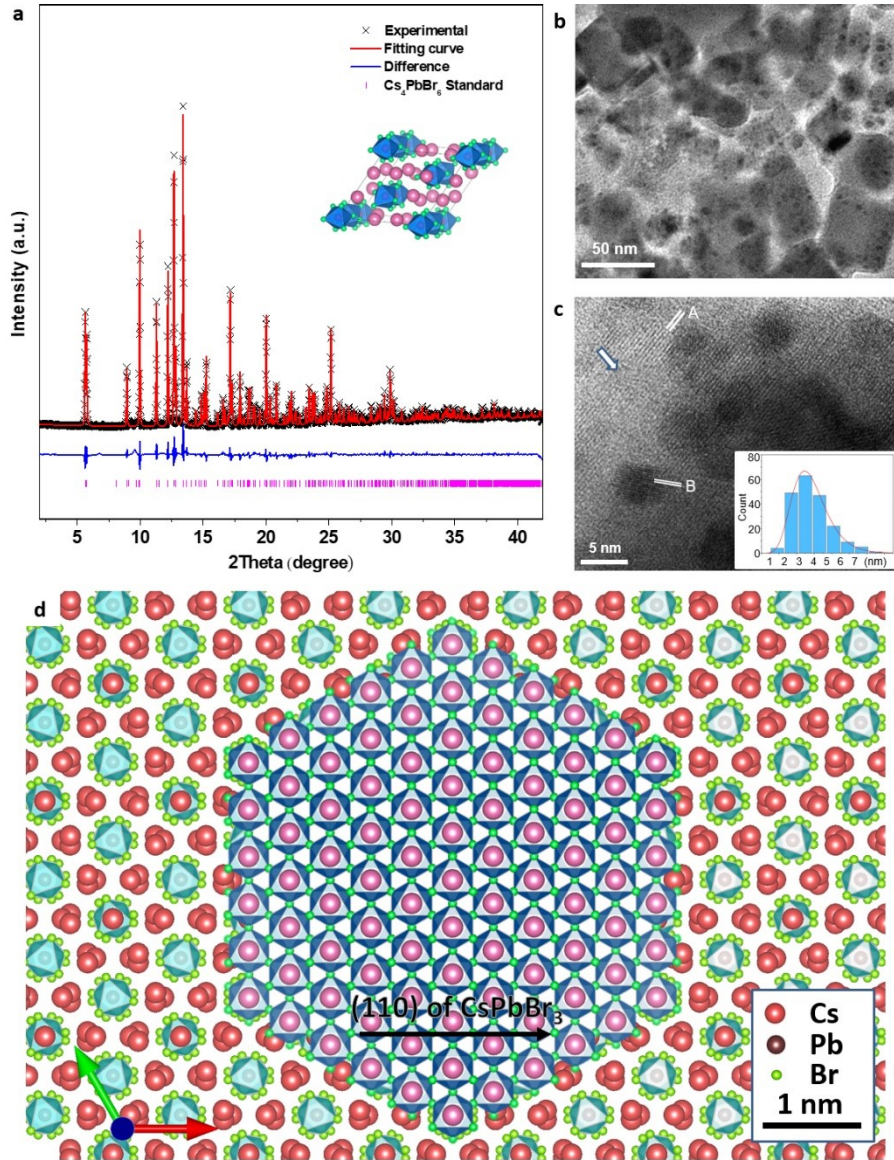 a
× Experimental
Fitting curve
Difference
Cs4PbBr6 Standard
Intensity (a.u.)
5 10 15 20 25 30 35 40
2Theta (degree)
b
50 nm
c
A
B
5 nm
80
60
40
20
0
Count
1 2 3 4 5 6 7 (nm)
d
(110) of CsPbBr3
Cs
Pb
Br
1 nm